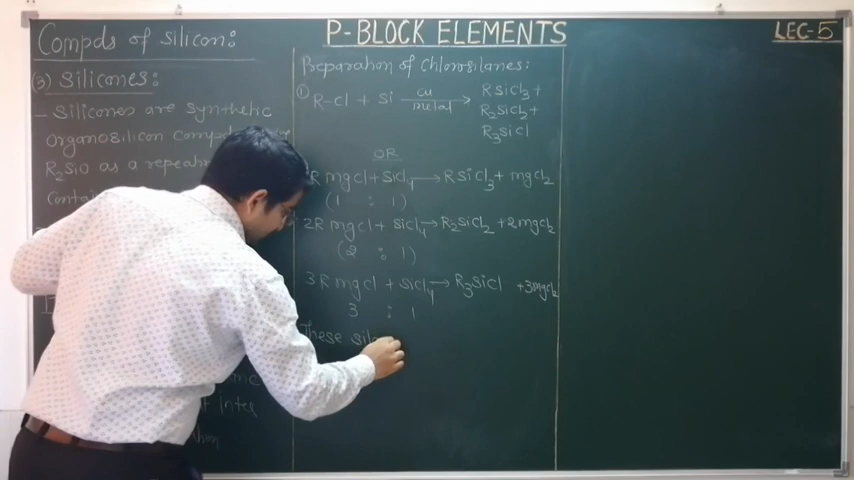 P-BLOCK ELEMENTS
LEC-5
Compds of silicon:
(3) Silicones:
- Silicones are synthetic
organosilicon
R2SiO as a
Preparation of Chlorosilanes:
① R-Cl + Si —Cu metal→ RSiCl3 +
R2SiCl2 +
R3SiCl
OR
R mgCl + SiCl4 → RSiCl3 + mgCl2
(1 : 1)
2R mgCl + SiCl4 → R2SiCl2 + 2mgCl2
(2 : 1)
3R mgCl + SiCl4 → R3SiCl + 3mgCl2
3 : 1
These